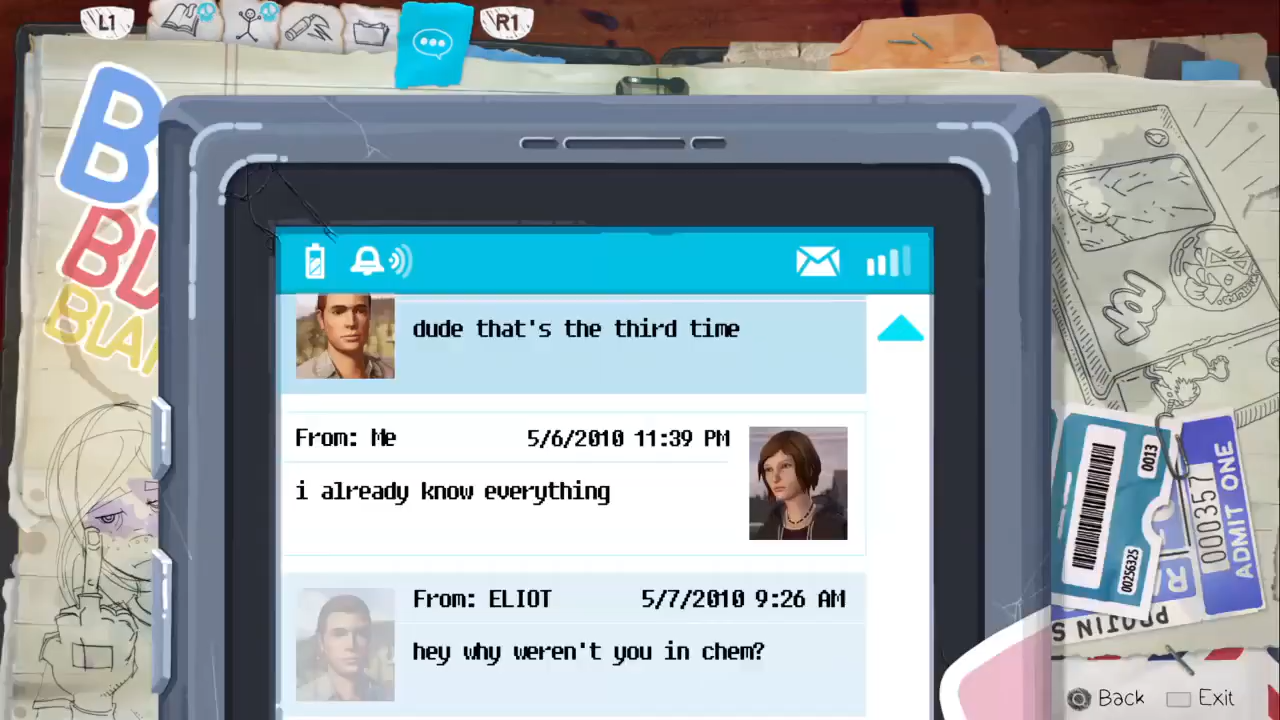 L1
R1
dude that's the third time
From: Me 5/6/2010 11:39 PM
i already know everything
From: ELIOT 5/7/2010 9:26 AM
hey why weren't you in chem?
0013
00256325
000357
ADMIT ONE
Back
Exit